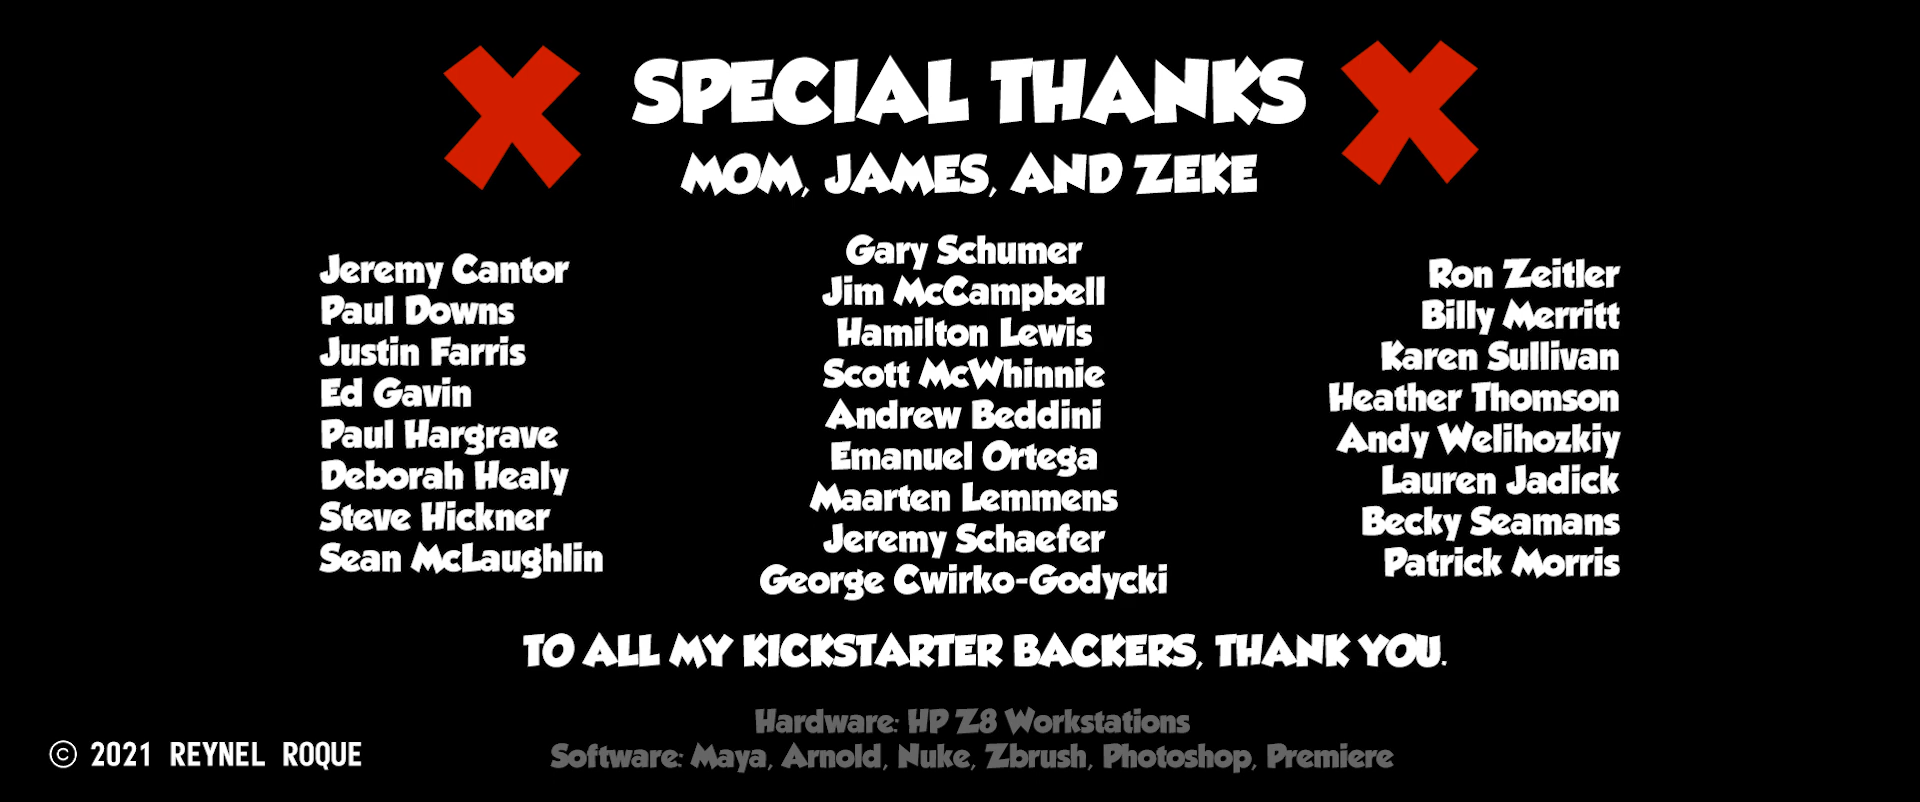 SPECIAL THANKS
MOM, JAMES, AND ZEKE
Jeremy Cantor
Paul Downs
Justin Farris
Ed Gavin
Paul Hargrave
Deborah Healy
Steve Hickner
Sean McLaughlin
Gary Schumer
Jim McCampbell
Hamilton Lewis
Scott McWhinnie
Andrew Beddini
Emanuel Ortega
Maarten Lemmens
Jeremy Schaefer
George Cwirko-Godycki
Ron Zeitler
Billy Merritt
Karen Sullivan
Heather Thomson
Andy Welihozkiy
Lauren Jadick
Becky Seamans
Patrick Morris
TO ALL MY KICKSTARTER BACKERS, THANK YOU.
Hardware: HP Z8 Workstations
Software: Maya, Arnold, Nuke, Zbrush, Photoshop, Premiere
© 2021 REYNEL ROQUE